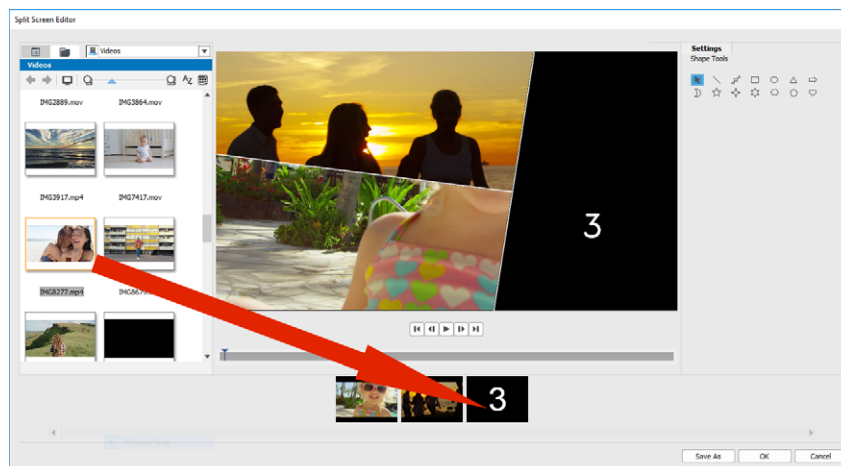 Split Screen Editor
Videos
Videos
AZ
IMG2889.mov IMG3864.mov
IMG3917.mp4 IMG7417.mov
IMG8277.mp4
3
Settings
Shape Tools
3
Save As OK Cancel